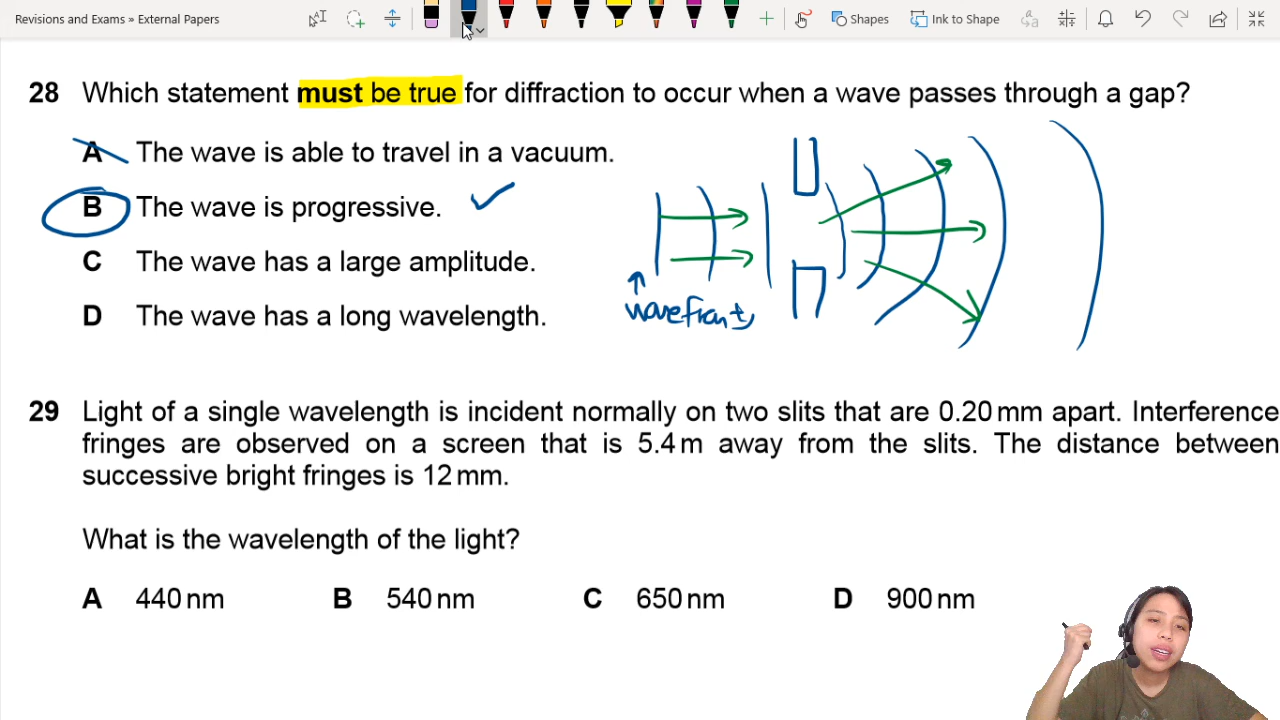 Revisions and Exams » External Papers
Shapes
Ink to Shape
28 Which statement must be true for diffraction to occur when a wave passes through a gap?
A The wave is able to travel in a vacuum.
B The wave is progressive.
C The wave has a large amplitude.
D The wave has a long wavelength.
wavefronts
29 Light of a single wavelength is incident normally on two slits that are 0.20 mm apart. Interference
fringes are observed on a screen that is 5.4 m away from the slits. The distance between
successive bright fringes is 12 mm.
What is the wavelength of the light?
A 440 nm B 540 nm C 650 nm D 900 nm